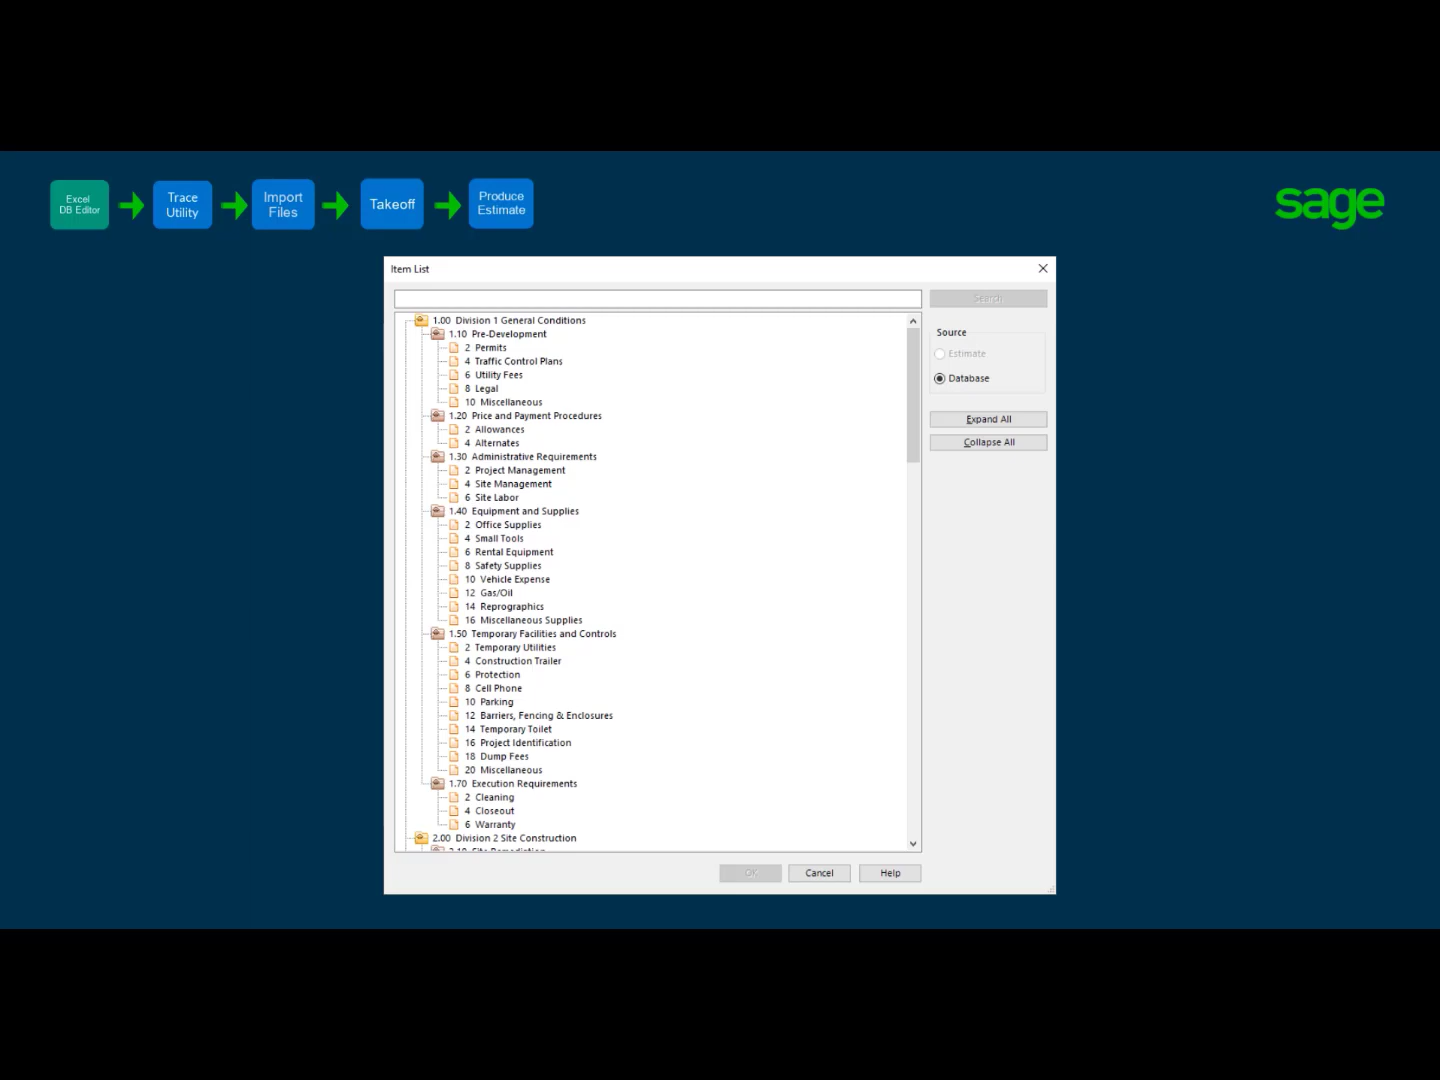 Excel
DB Editor
Trace
Utility
Import
Files
Takeoff
Produce
Estimate
sage
Item List
Search
1.00 Division 1 General Conditions
1.10 Pre-Development
2 Permits
4 Traffic Control Plans
6 Utility Fees
8 Legal
10 Miscellaneous
1.20 Price and Payment Procedures
2 Allowances
4 Alternates
1.30 Administrative Requirements
2 Project Management
4 Site Management
6 Site Labor
1.40 Equipment and Supplies
2 Office Supplies
4 Small Tools
6 Rental Equipment
8 Safety Supplies
10 Vehicle Expense
12 Gas/Oil
14 Reprographics
16 Miscellaneous Supplies
1.50 Temporary Facilities and Controls
2 Temporary Utilities
4 Construction Trailer
6 Protection
8 Cell Phone
10 Parking
12 Barriers, Fencing & Enclosures
14 Temporary Toilet
16 Project Identification
18 Dump Fees
20 Miscellaneous
1.70 Execution Requirements
2 Cleaning
4 Closeout
6 Warranty
2.00 Division 2 Site Construction
2.10 Site Remediation
Source
Estimate
Database
Expand All
Collapse All
OK
Cancel
Help